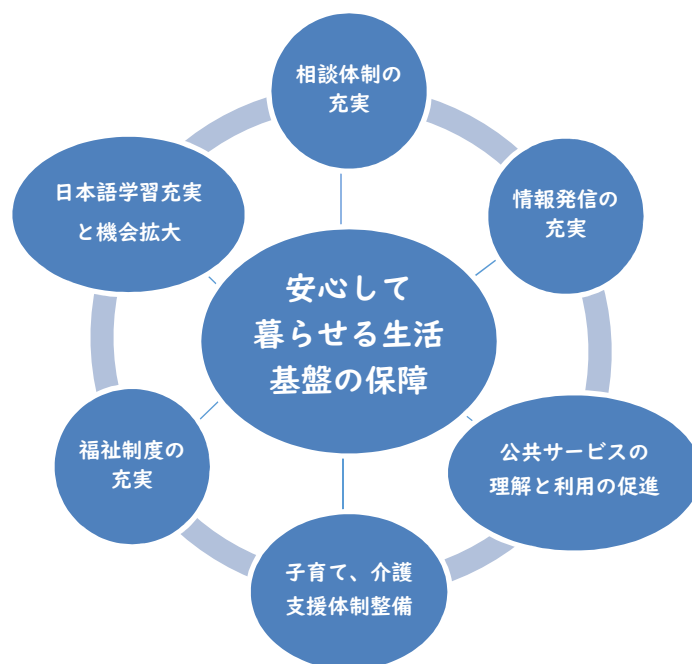 相談体制の
充実
情報発信の
充実
公共サービスの
理解と利用の促進
子育て、介護
支援体制整備
福祉制度の
充実
日本語学習充実
と機会拡大
安心して
暮らせる生活
基盤の保障